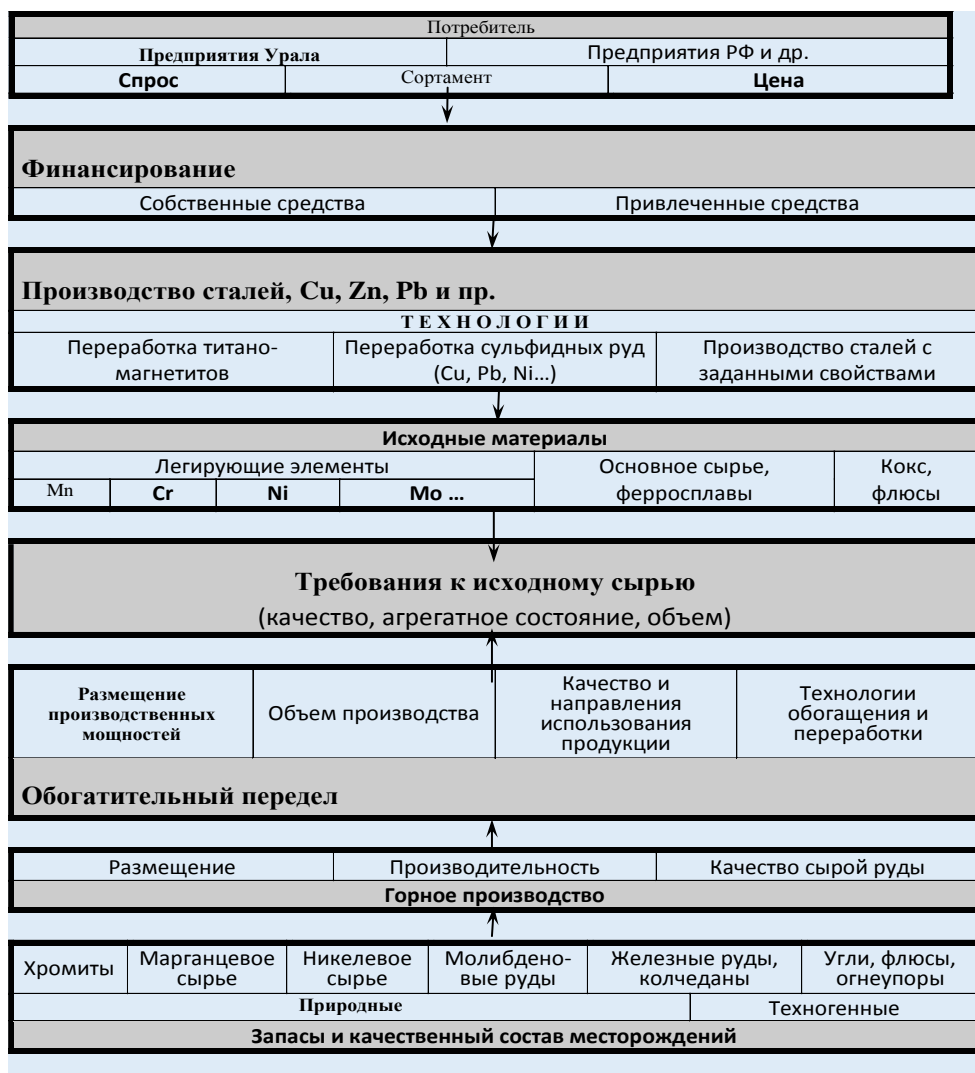 Потребитель
Предприятия Урала
Предприятия РФ и др.
Спрос
Сортамент
Цена
Финансирование
Собственные средства
Привлеченные средства
Производство сталей, Cu, Zn, Pb и пр.
Т Е Х Н О Л О Г И И
Переработка титано-
магнетитов
Переработка сульфидных руд
(Cu, Pb, Ni...)
Производство сталей с
заданными свойствами
Исходные материалы
Легирующие элементы
Mn
Cr
Ni
Mo ...
Основное сырье,
ферросплавы
Кокс,
флюсы
Требования к исходному сырью
(качество, агрегатное состояние, объем)
Размещение
производственных
мощностей
Объем производства
Качество и
направления
использования
продукции
Технологии
обогащения и
переработки
Обогатительный передел
Размещение
Производительность
Качество сырой руды
Горное производство
Хромиты
Марганцевое
сырье
Никелевое
сырье
Молибдено-
вые руды
Железные руды,
колчеданы
Угли, флюсы,
огнеупоры
Природные
Техногенные
Запасы и качественный состав месторождений